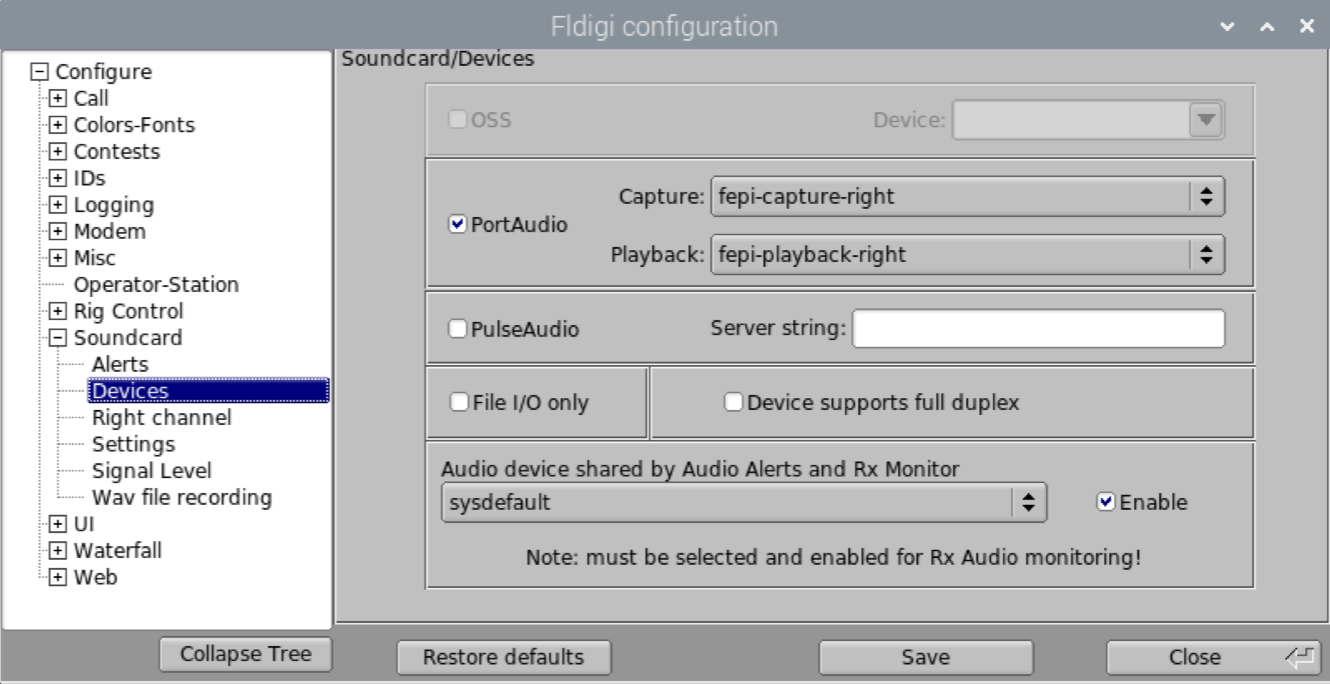 Fldigi configuration
Configure
Call
Colors-Fonts
Contests
IDs
Logging
Modem
Misc
Operator-Station
Rig Control
Soundcard
Alerts
Devices
Right channel
Settings
Signal Level
Wav file recording
UI
Waterfall
Web
Collapse Tree
Soundcard/Devices
OSS Device:
Capture: fepi-capture-right
PortAudio
Playback: fepi-playback-right
PulseAudio Server string:
File I/O only Device supports full duplex
Audio device shared by Audio Alerts and Rx Monitor
sysdefault Enable
Note: must be selected and enabled for Rx Audio monitoring!
Restore defaults Save Close